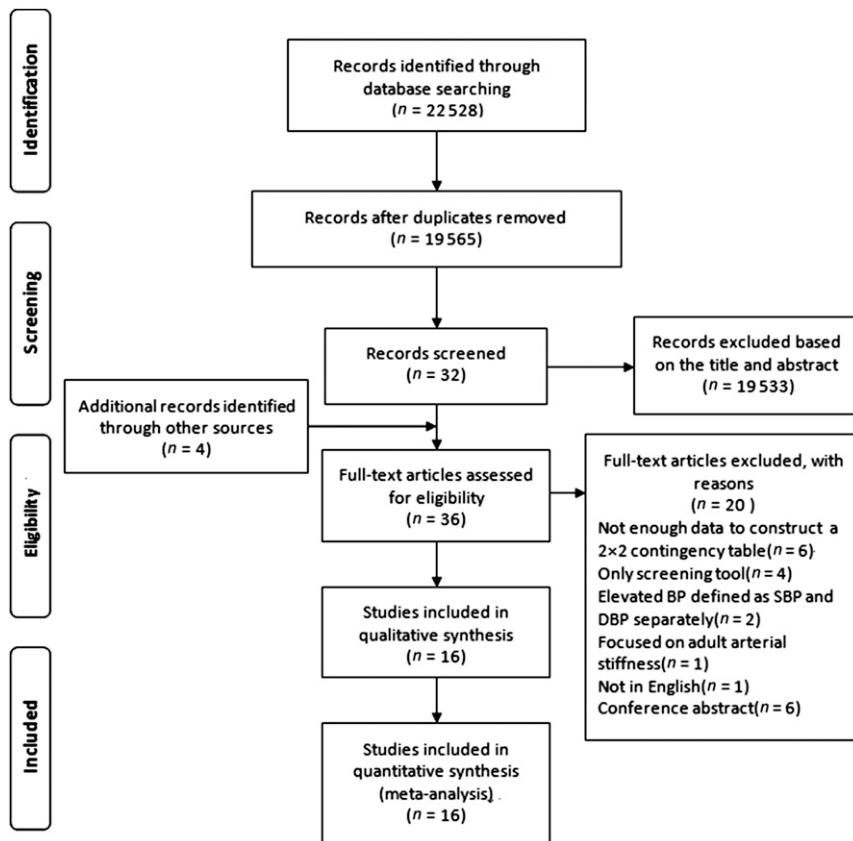 Identification
Records identified through
database searching
(n = 22 528)
Records after duplicates removed
(n = 19 565)
Screening
Records screened
(n = 32)
Records excluded based
on the title and abstract
(n = 19 533)
Additional records identified
through other sources
(n = 4)
Eligibility
Full-text articles assessed
for eligibility
(n = 36)
Full-text articles excluded, with
reasons
(n = 20 )
Not enough data to construct a
2×2 contingency table(n = 6)
Only screening tool(n = 4)
Elevated BP defined as SBP and
DBP separately(n = 2)
Focused on adult arterial
stiffness(n = 1)
Not in English(n = 1)
Conference abstract(n = 6)
Studies included in
qualitative synthesis
(n = 16)
Included
Studies included in
quantitative synthesis
(meta-analysis)
(n = 16)